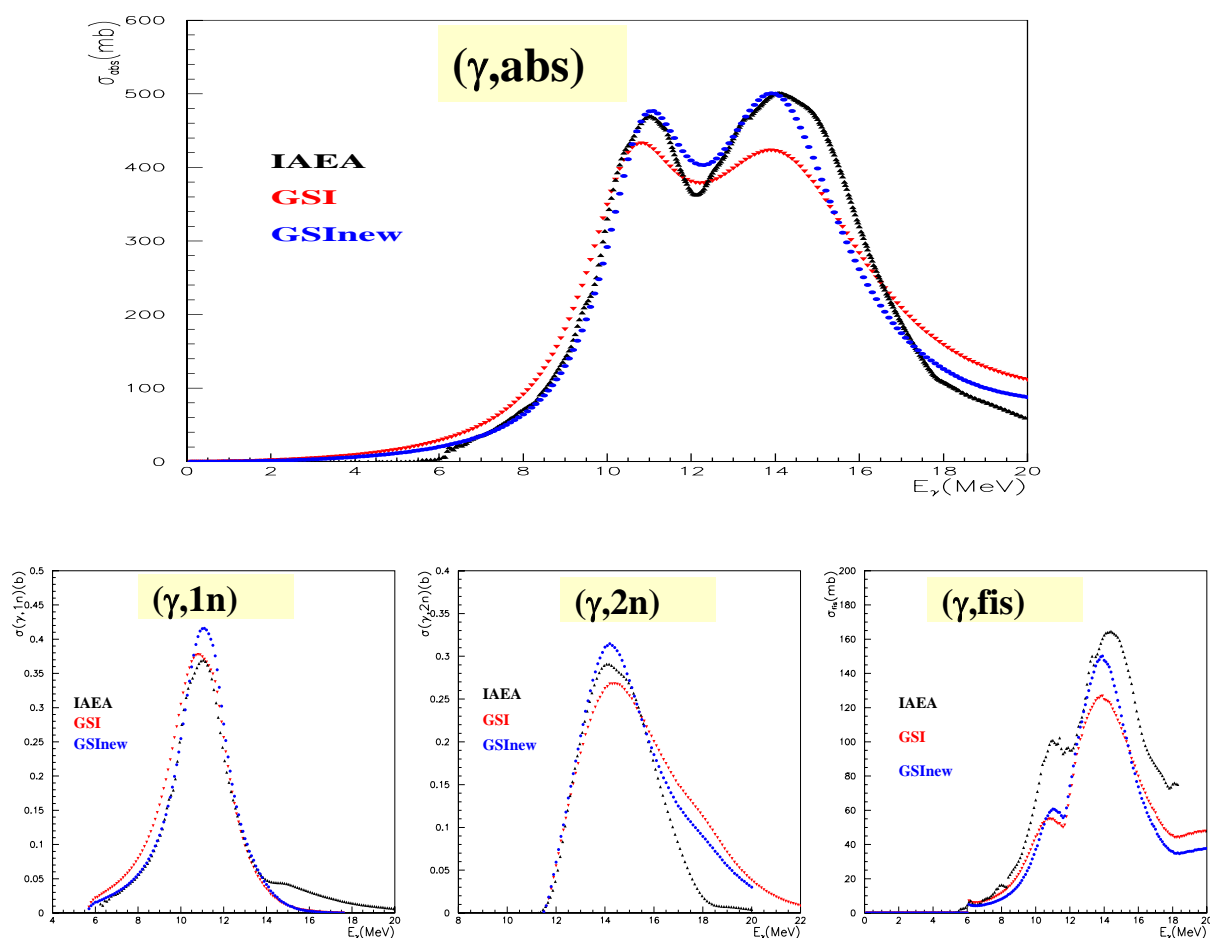 σabs(mb)
(γ,abs)
IAEA
GSI
GSInew
600
500
400
300
200
100
0
0 2 4 6 8 10 12 14 16 18 20
Eγ(MeV)
σ(γ,1n)(b)
(γ,1n)
IAEA
GSI
GSInew
0.5
0.45
0.4
0.35
0.3
0.25
0.2
0.15
0.1
0.05
0
4 6 8 10 12 14 16 18 20
Eγ(MeV)
σ(γ,2n)(b)
(γ,2n)
IAEA
GSI
GSInew
0.5
0.45
0.4
0.35
0.3
0.25
0.2
0.15
0.1
0.05
0
8 10 12 14 16 18 20 22
Eγ(MeV)
σfis(mb)
(γ,fis)
IAEA
GSI
GSInew
200
180
160
140
120
100
80
60
40
20
0
0 2 4 6 8 10 12 14 16 18 20
Eγ(MeV)